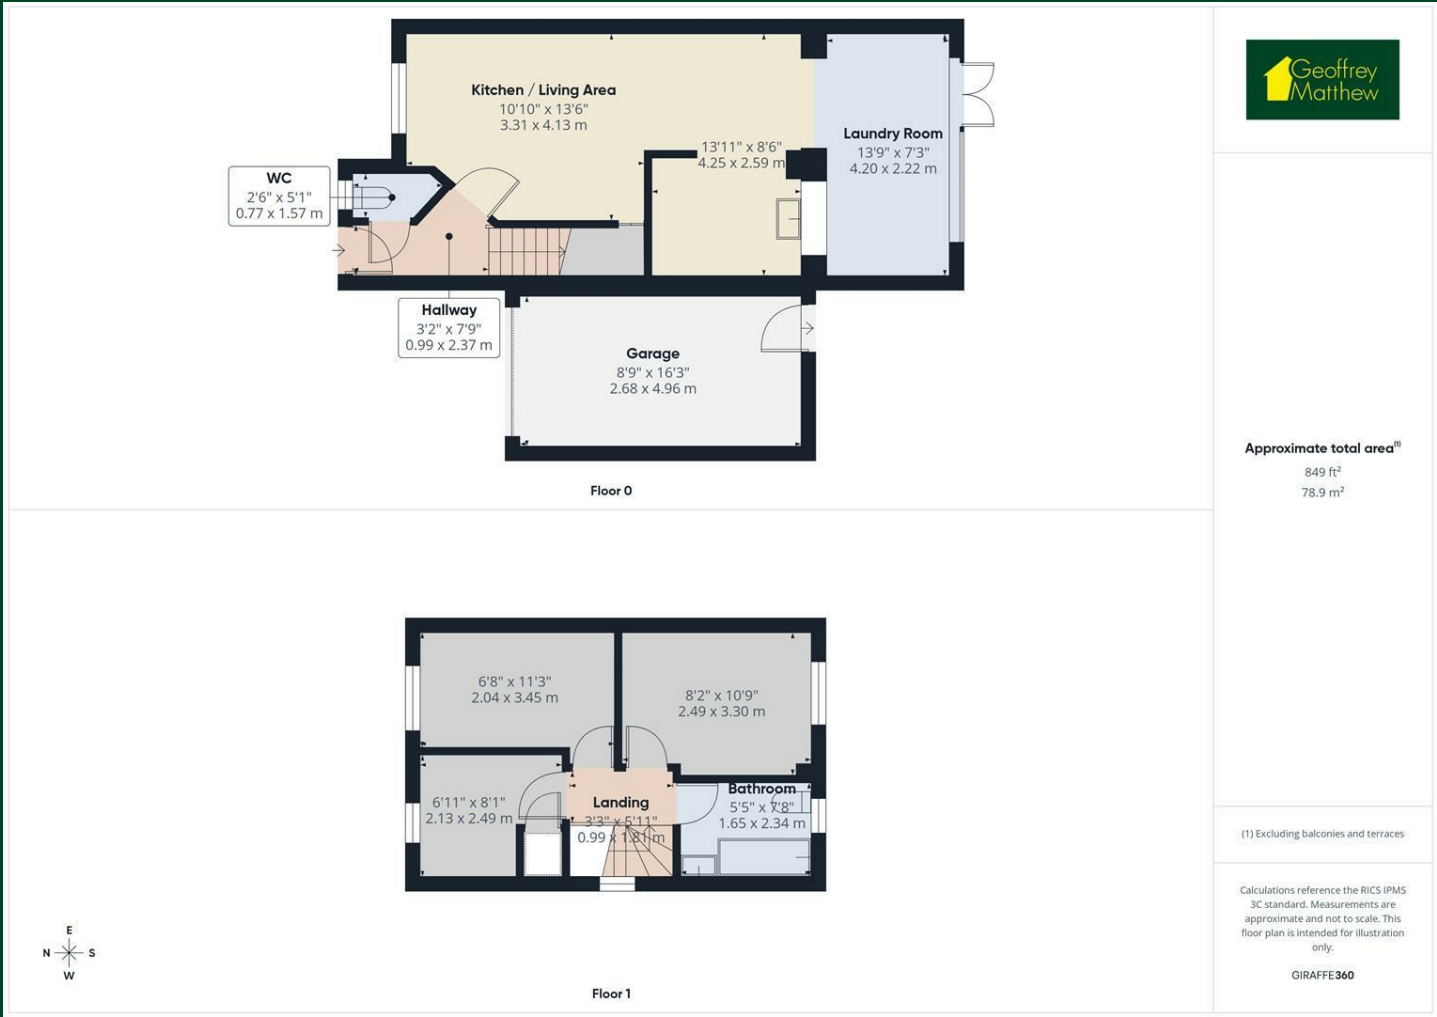 Kitchen / Living Area
10'10" x 13'6"
3.31 x 4.13 m
13'11" x 8'6"
4.25 x 2.59 m
Laundry Room
13'9" x 7'3"
4.20 x 2.22 m
WC
2'6" x 5'1"
0.77 x 1.57 m
Hallway
3'2" x 7'9"
0.99 x 2.37 m
Garage
8'9" x 16'3"
2.68 x 4.96 m
Floor 0
6'8" x 11'3"
2.04 x 3.45 m
8'2" x 10'9"
2.49 x 3.30 m
6'11" x 8'1"
2.13 x 2.49 m
Landing
3'3" x 5'11"
0.99 x 1.81 m
Bathroom
5'5" x 7'8"
1.65 x 2.34 m
E
N S
W
Floor 1
Geoffrey
Matthew
Approximate total area(1)
849 ft²
78.9 m²
(1) Excluding balconies and terraces
Calculations reference the RICS IPMS
3C standard. Measurements are
approximate and not to scale. This
floor plan is intended for illustration
only.
GIRAFFE360